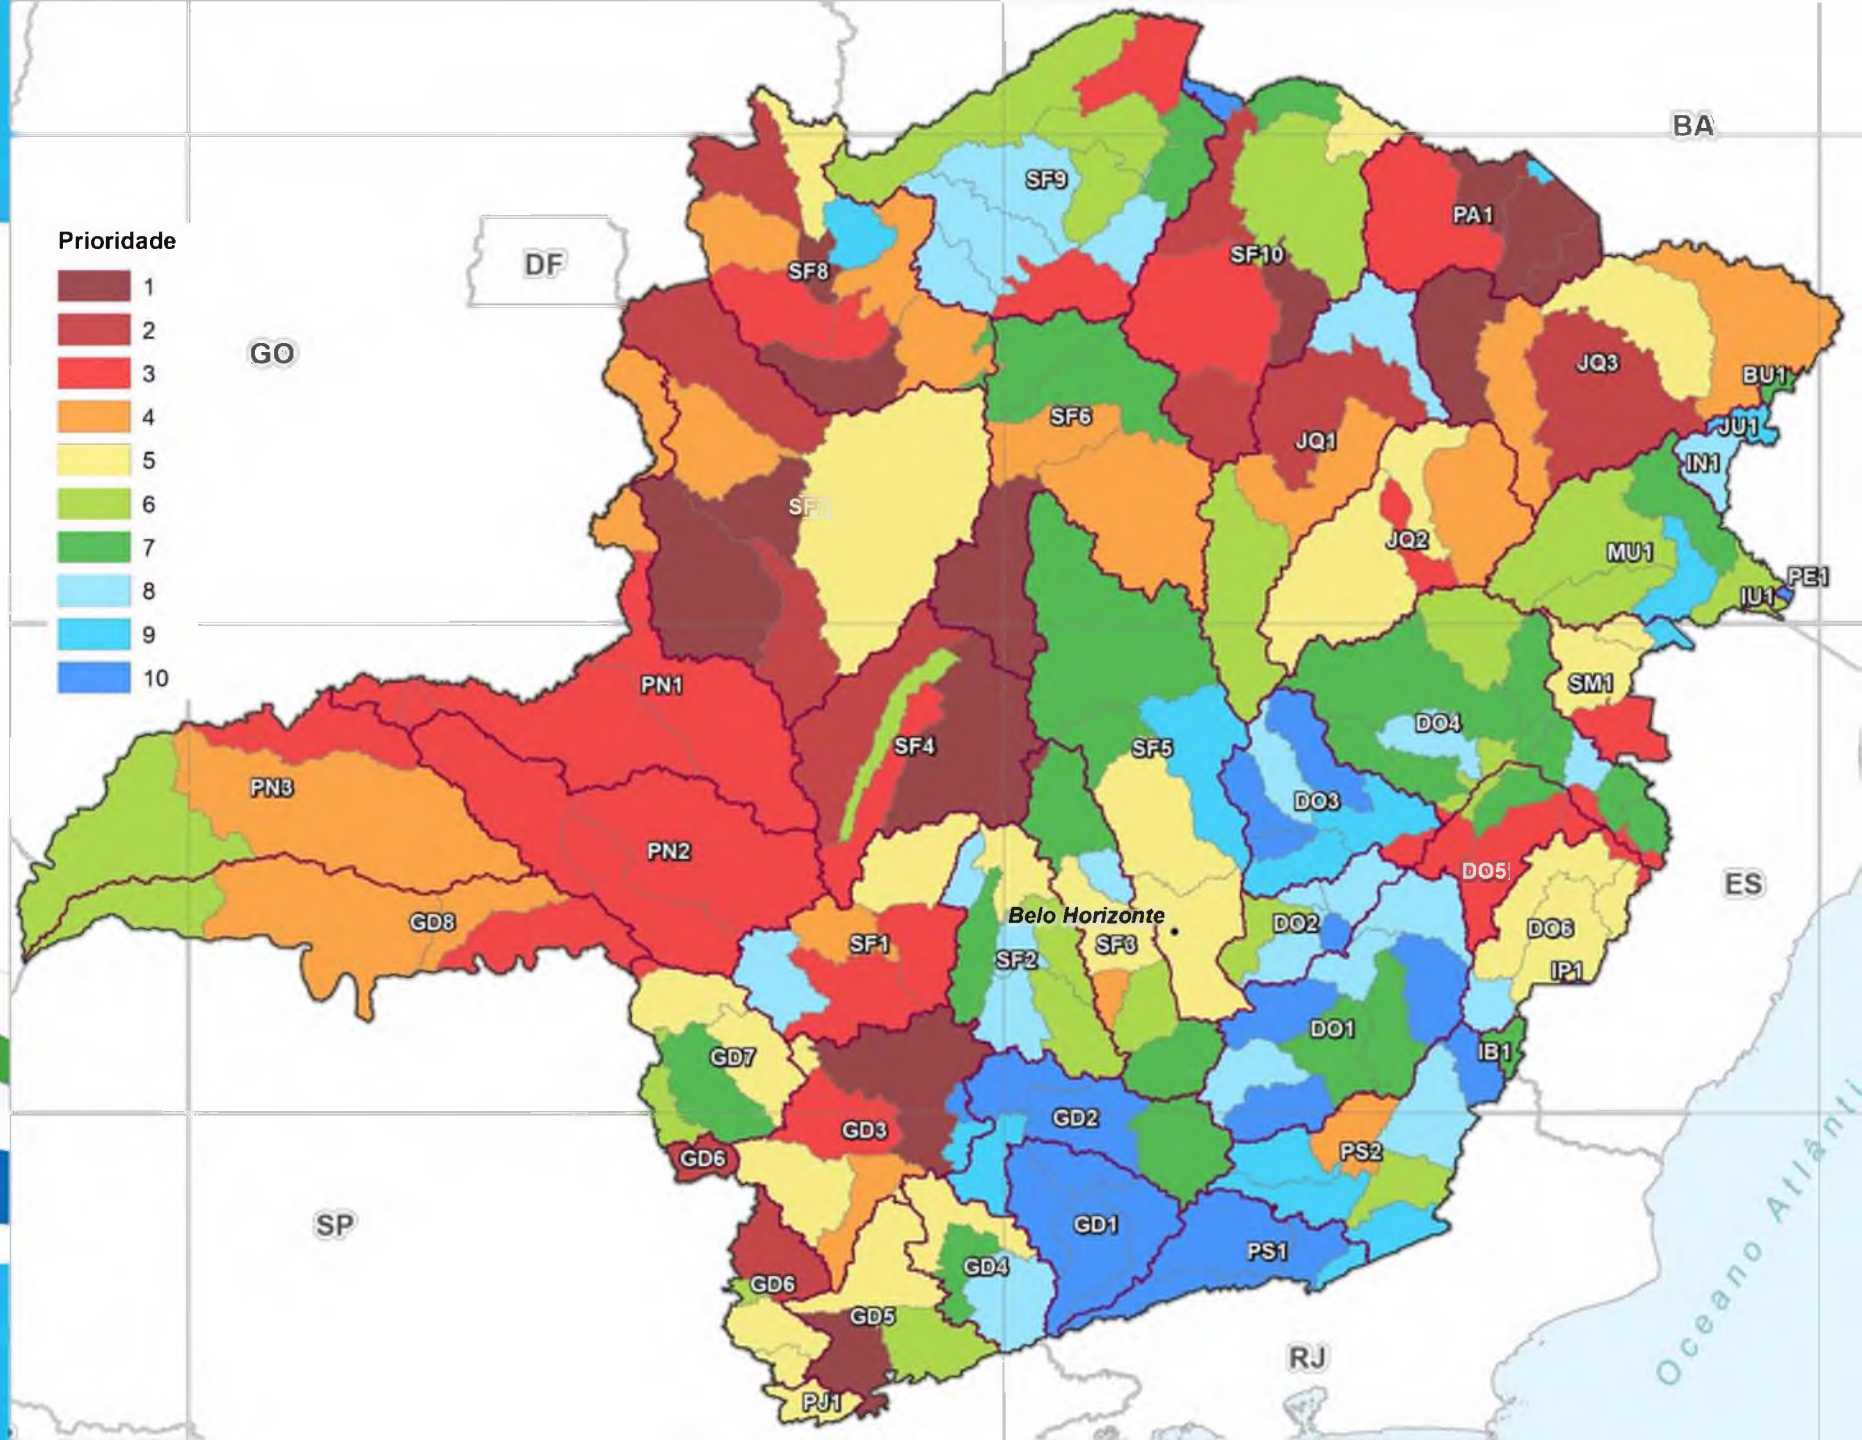 BA
SF9
Prioridade
PA1
SF10
DF
SF8
1
2
GO
3
JQ3
BU1
4
SF6
JU1
JQ1
5
IN1
6
SF7
JQ2
7
MU1
PE1
8
IU1
9
10
PN1
SM1
DO4
SF4
SF5
PN3
DO3
PN2
DO5
ES
GD8
Belo Horizonte
DO2
SF1
SF3
DO6
SF2
IP1
DO1
GD7
IB1
GD2
GD3
PS2
GD6
SP
GD1
PS1
GD4
GD6
GD5
RJ
PJ1
Oceano Atlânti